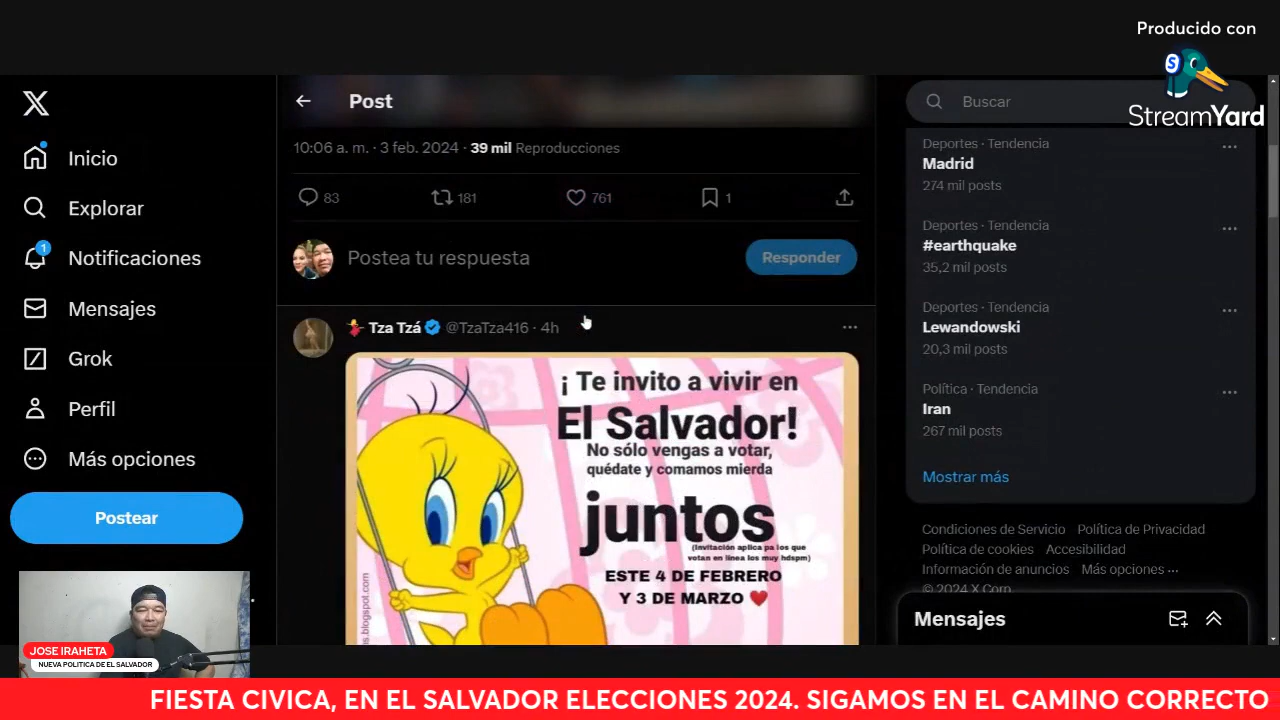 Producido con
StreamYard
X
Inicio
Explorar
1
Notificaciones
Mensajes
Grok
Perfil
Más opciones
Postear
Post
10:06 a. m. · 3 feb. 2024 · 39 mil Reproducciones
83
181
761
1
Postea tu respuesta
Responder
Tza Tzá @TzaTza416 · 4h
¡ Te invito a vivir en
El Salvador!
No sólo vengas a votar,
quédate y comamos mierda
juntos
(Invitación aplica pa los que
votan en línea los muy hdspm)
ESTE 4 DE FEBRERO
Y 3 DE MARZO
s.blogspot.com
Buscar
Deportes · Tendencia
Madrid
274 mil posts
Deportes · Tendencia
#earthquake
35,2 mil posts
Deportes · Tendencia
Lewandowski
20,3 mil posts
Política · Tendencia
Iran
267 mil posts
Mostrar más
Condiciones de Servicio Política de Privacidad
Política de cookies Accesibilidad
Información de anuncios Más opciones ···
© 2024 X Corp.
Mensajes
JOSE IRAHETA
NUEVA POLITICA DE EL SALVADOR
FIESTA CIVICA, EN EL SALVADOR ELECCIONES 2024. SIGAMOS EN EL CAMINO CORRECTO